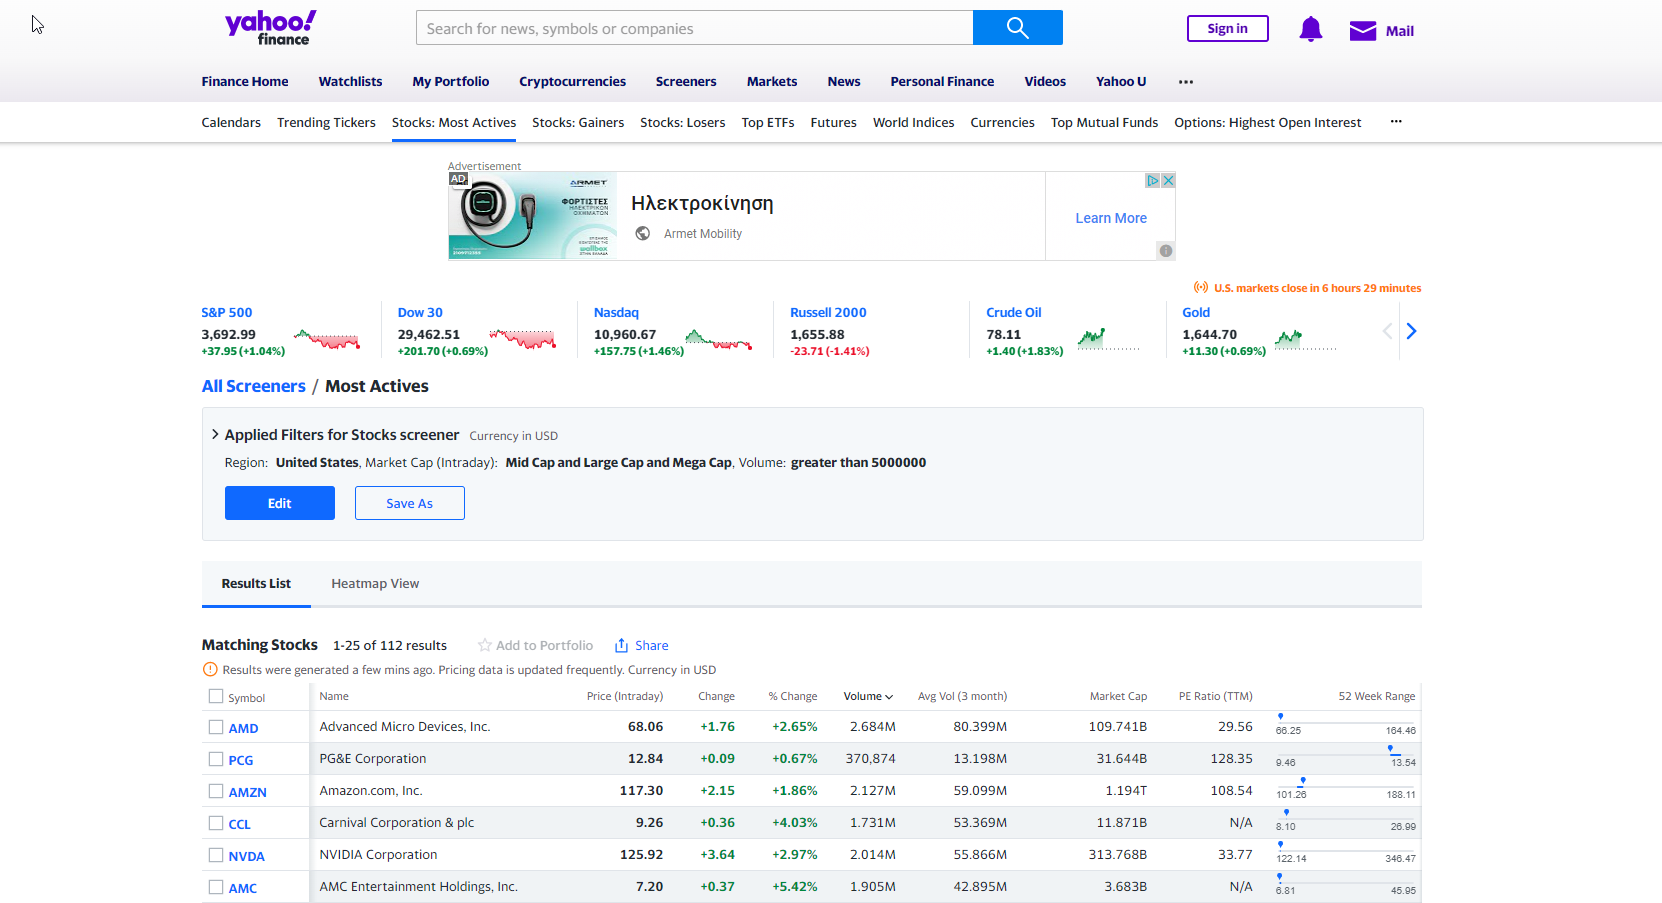 yahoo!
finance
Search for news, symbols or companies
Sign in
Mail
Finance Home Watchlists My Portfolio Cryptocurrencies Screeners Markets News Personal Finance Videos Yahoo U ...
Calendars Trending Tickers Stocks: Most Actives Stocks: Gainers Stocks: Losers Top ETFs Futures World Indices Currencies Top Mutual Funds Options: Highest Open Interest ...
Advertisement
AD
ARMET
ΦΟΡΤΙΣΤΕΣ
ΗΛΕΚΤΡΙΚΩΝ
ΟΧΗΜΑΤΩΝ
wallbox
Ηλεκτροκίνηση
Armet Mobility
Learn More
U.S. markets close in 6 hours 29 minutes
S&P 500 Dow 30 Nasdaq Russell 2000 Crude Oil Gold
3,692.99 29,462.51 10,960.67 1,655.88 78.11 1,644.70
+37.95 (+1.04%) +201.70 (+0.69%) +157.75 (+1.46%) -23.71 (-1.41%) +1.40 (+1.83%) +11.30 (+0.69%)
All Screeners / Most Actives
Applied Filters for Stocks screener Currency in USD
Region: United States, Market Cap (Intraday): Mid Cap and Large Cap and Mega Cap, Volume: greater than 5000000
Edit Save As
Results List Heatmap View
Matching Stocks 1-25 of 112 results Add to Portfolio Share
Results were generated a few mins ago. Pricing data is updated frequently. Currency in USD
Symbol Name Price (Intraday) Change % Change Volume Avg Vol (3 month) Market Cap PE Ratio (TTM) 52 Week Range
AMD Advanced Micro Devices, Inc. 68.06 +1.76 +2.65% 2.684M 80.399M 109.741B 29.56 66.25 164.46
PCG PG&E Corporation 12.84 +0.09 +0.67% 370,874 13.198M 31.644B 128.35 9.46 13.54
AMZN Amazon.com, Inc. 117.30 +2.15 +1.86% 2.127M 59.099M 1.194T 108.54 101.26 188.11
CCL Carnival Corporation & plc 9.26 +0.36 +4.03% 1.731M 53.369M 11.871B N/A 8.10 26.99
NVDA NVIDIA Corporation 125.92 +3.64 +2.97% 2.014M 55.866M 313.768B 33.77 122.14 346.47
AMC AMC Entertainment Holdings, Inc. 7.20 +0.37 +5.42% 1.905M 42.895M 3.683B N/A 6.81 45.95